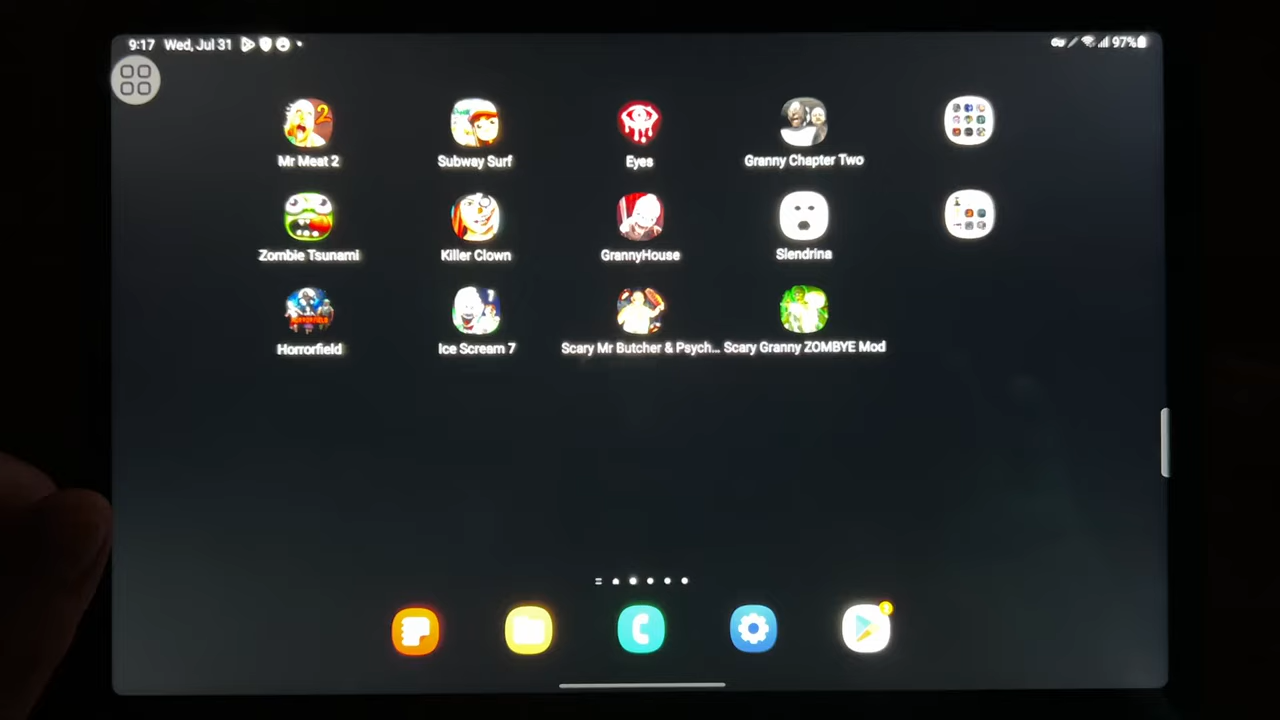 9:17 Wed, Jul 31
97%
Mr Meat 2
Subway Surf
Eyes
Granny Chapter Two
Zombie Tsunami
Killer Clown
GrannyHouse
Slendrina
Horrorfield
Ice Scream 7
Scary Mr Butcher & Psych...
Scary Granny ZOMBYE Mod